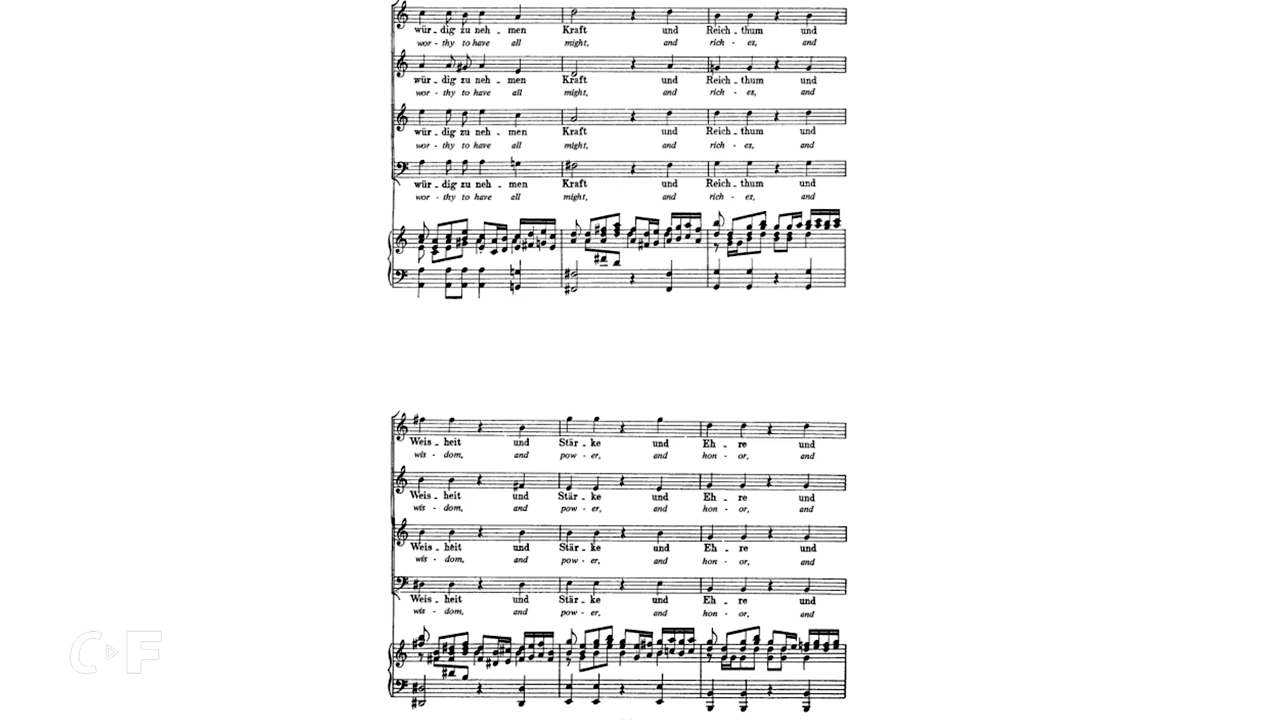 wür - dig zu neh - men Kraft und Reich - thum und
wor - thy to have all might, and rich - es, and
wür - dig zu neh - men Kraft und Reich - thum und
wor - thy to have all might, and rich - es, and
wür - dig zu neh - men Kraft und Reich - thum und
wor - thy to have all might, and rich - es, and
wür - dig zu neh - men Kraft und Reich - thum und
wor - thy to have all might, and rich - es, and
Weis - heit und Stär - ke und Eh - re und
wis - dom, and pow - er, and hon - or, and
Weis - heit und Stär - ke und Eh - re und
wis - dom, and pow - er, and hon - or, and
Weis - heit und Stär - ke und Eh - re und
wis - dom, and pow - er, and hon - or, and
Weis - heit und Stär - ke und Eh - re und
wis - dom, and pow - er, and hon - or, and
C F